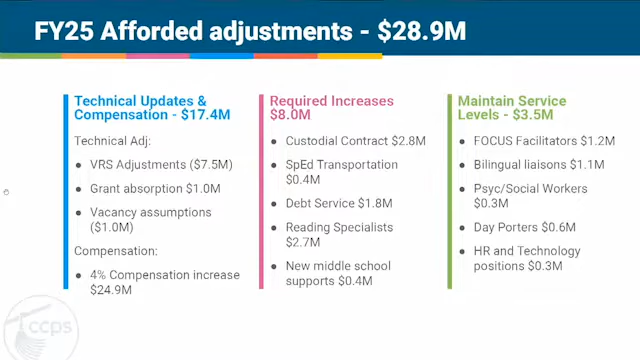 FY25 Afforded adjustments - $28.9M
Technical Updates &
Compensation - $17.4M
Technical Adj:
● VRS Adjustments ($7.5M)
● Grant absorption $1.0M
● Vacancy assumptions
($1.0M)
Compensation:
● 4% Compensation increase
$24.9M
Required Increases
$8.0M
● Custodial Contract $2.8M
● SpEd Transportation
$0.4M
● Debt Service $1.8M
● Reading Specialists
$2.7M
● New middle school
supports $0.4M
Maintain Service
Levels - $3.5M
● FOCUS Facilitators $1.2M
● Bilingual liaisons $1.1M
● Psyc/Social Workers
$0.3M
● Day Porters $0.6M
● HR and Technology
positions $0.3M
ccps